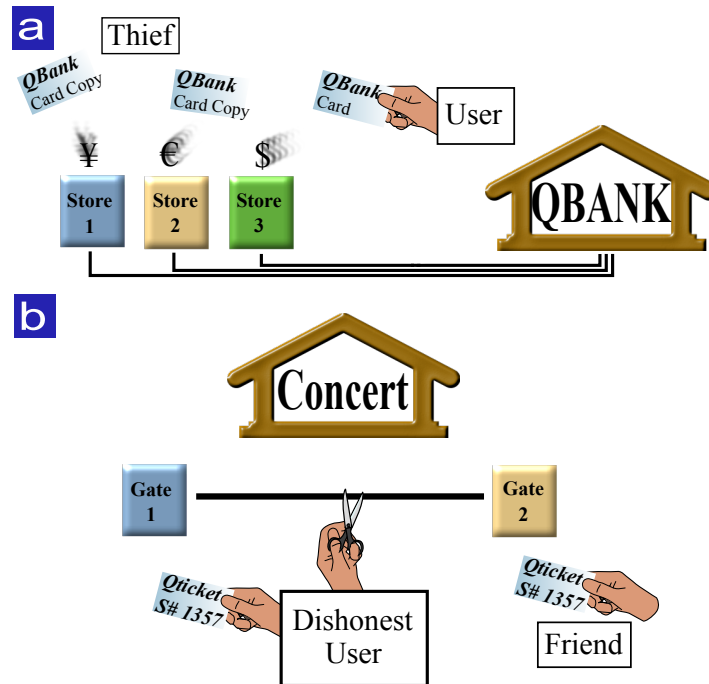 a
Thief
QBank
Card Copy
QBank
Card Copy
QBank
Card
User
¥
€
$
Store
1
Store
2
Store
3
QBANK
b
Concert
Gate
1
Gate
2
Qticket
S# 1357
Dishonest
User
Qticket
S# 1357
Friend